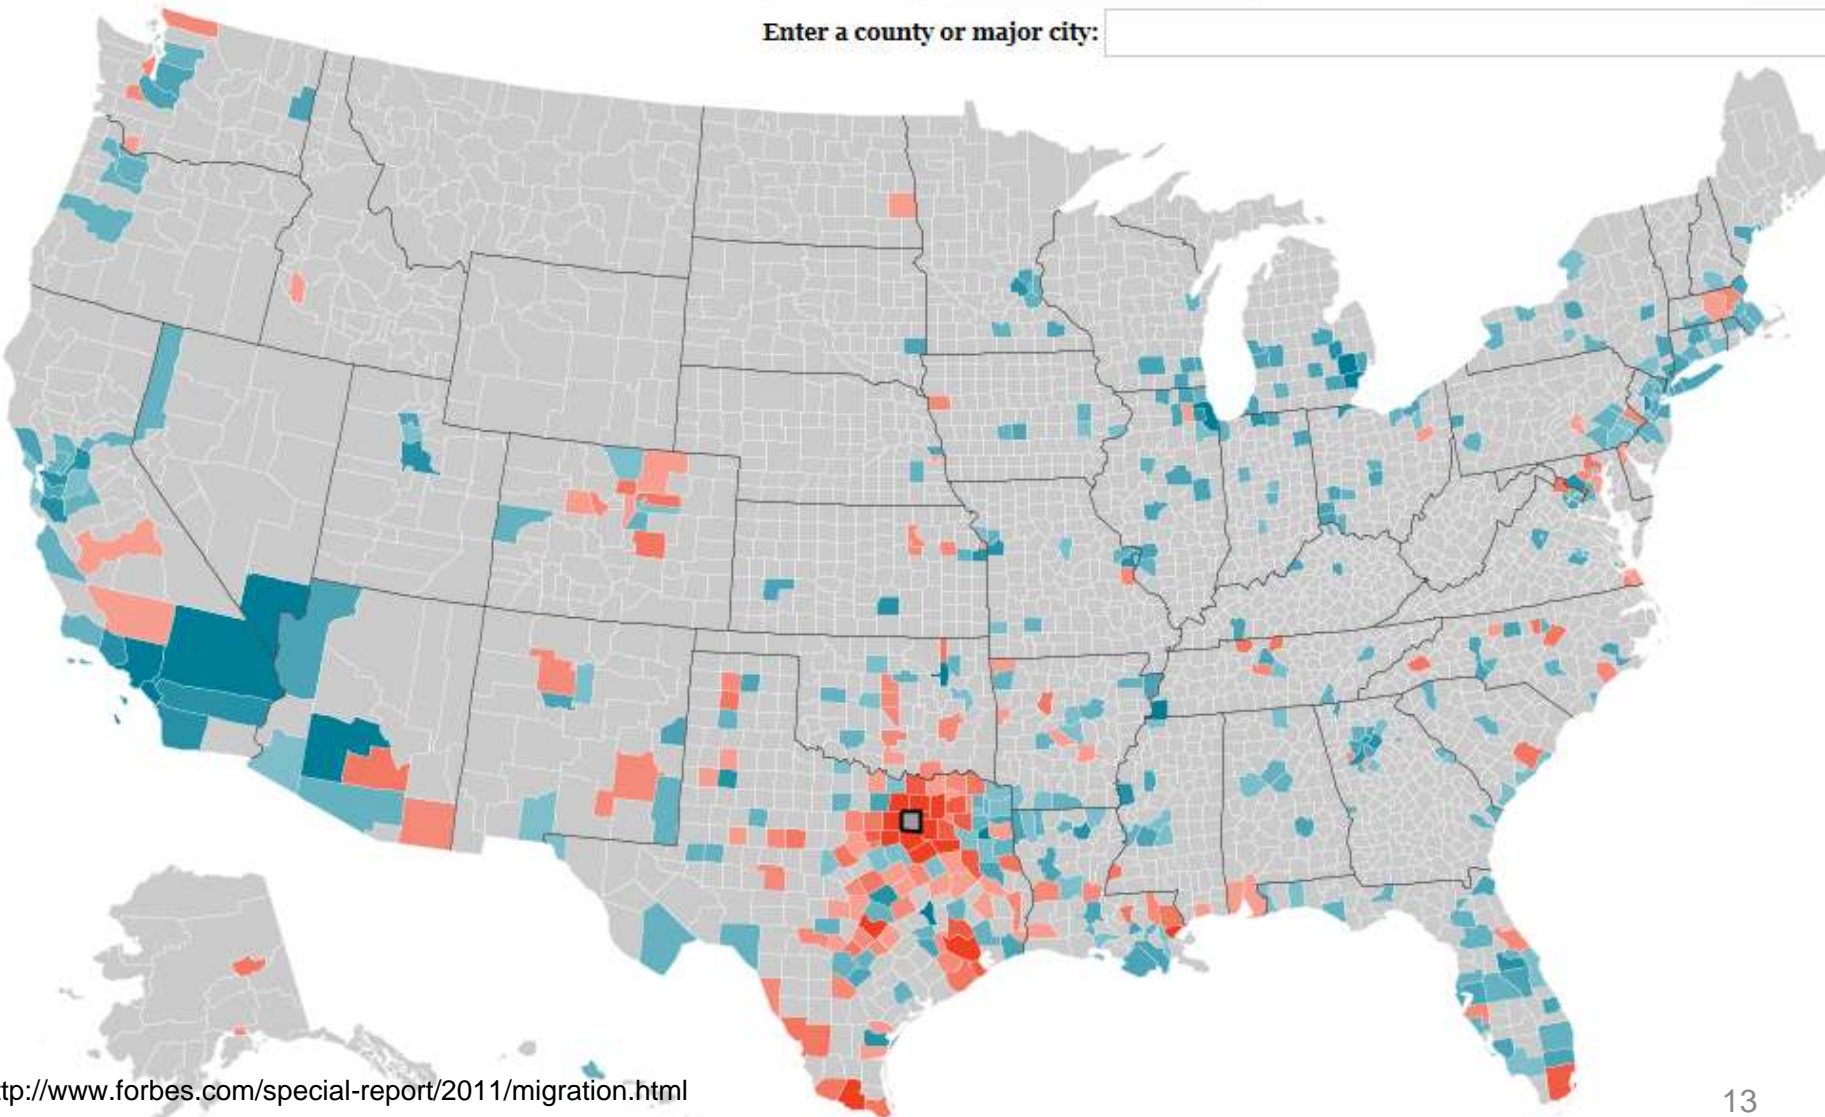 Enter a county or major city:
tp://www.forbes.com/special-report/2011/migration.html
13